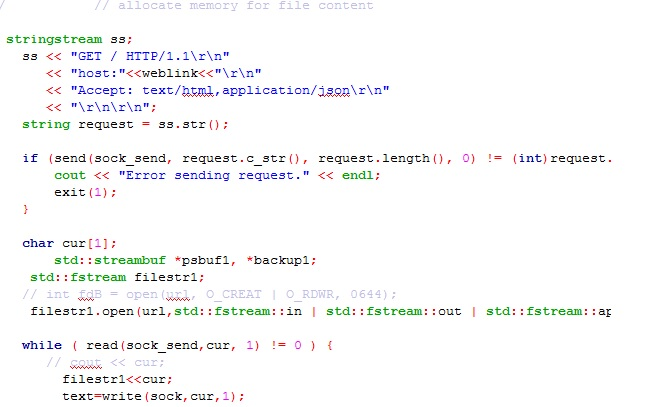 / // allocate memory for file content
stringstream ss;
ss << "GET / HTTP/1.1\r\n"
<< "host:"<<weblink<<"\r\n"
<< "Accept: text/html,application/json\r\n"
<< "\r\n\r\n";
string request = ss.str();
if (send(sock_send, request.c_str(), request.length(), 0) != (int)request.
cout << "Error sending request." << endl;
exit(1);
}
char cur[1];
std::streambuf *psbuf1, *backup1;
std::fstream filestr1;
// int fdB = open(url, O_CREAT | O_RDWR, 0644);
filestr1.open(url,std::fstream::in | std::fstream::out | std::fstream::ap
while ( read(sock_send,cur, 1) != 0 ) {
// cout << cur;
filestr1<<cur;
text=write(sock,cur,1);